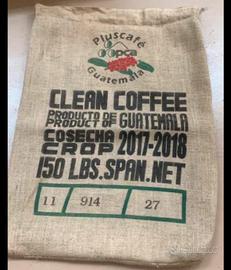 Pluscafé
opca
Guatemala
CLEAN COFFEE
PRODUCTO DE
PRODUCT OF GUATEMALA
COSECHA
CROP 2017-2018
150 LBS.SPAN.NET
11 914 27